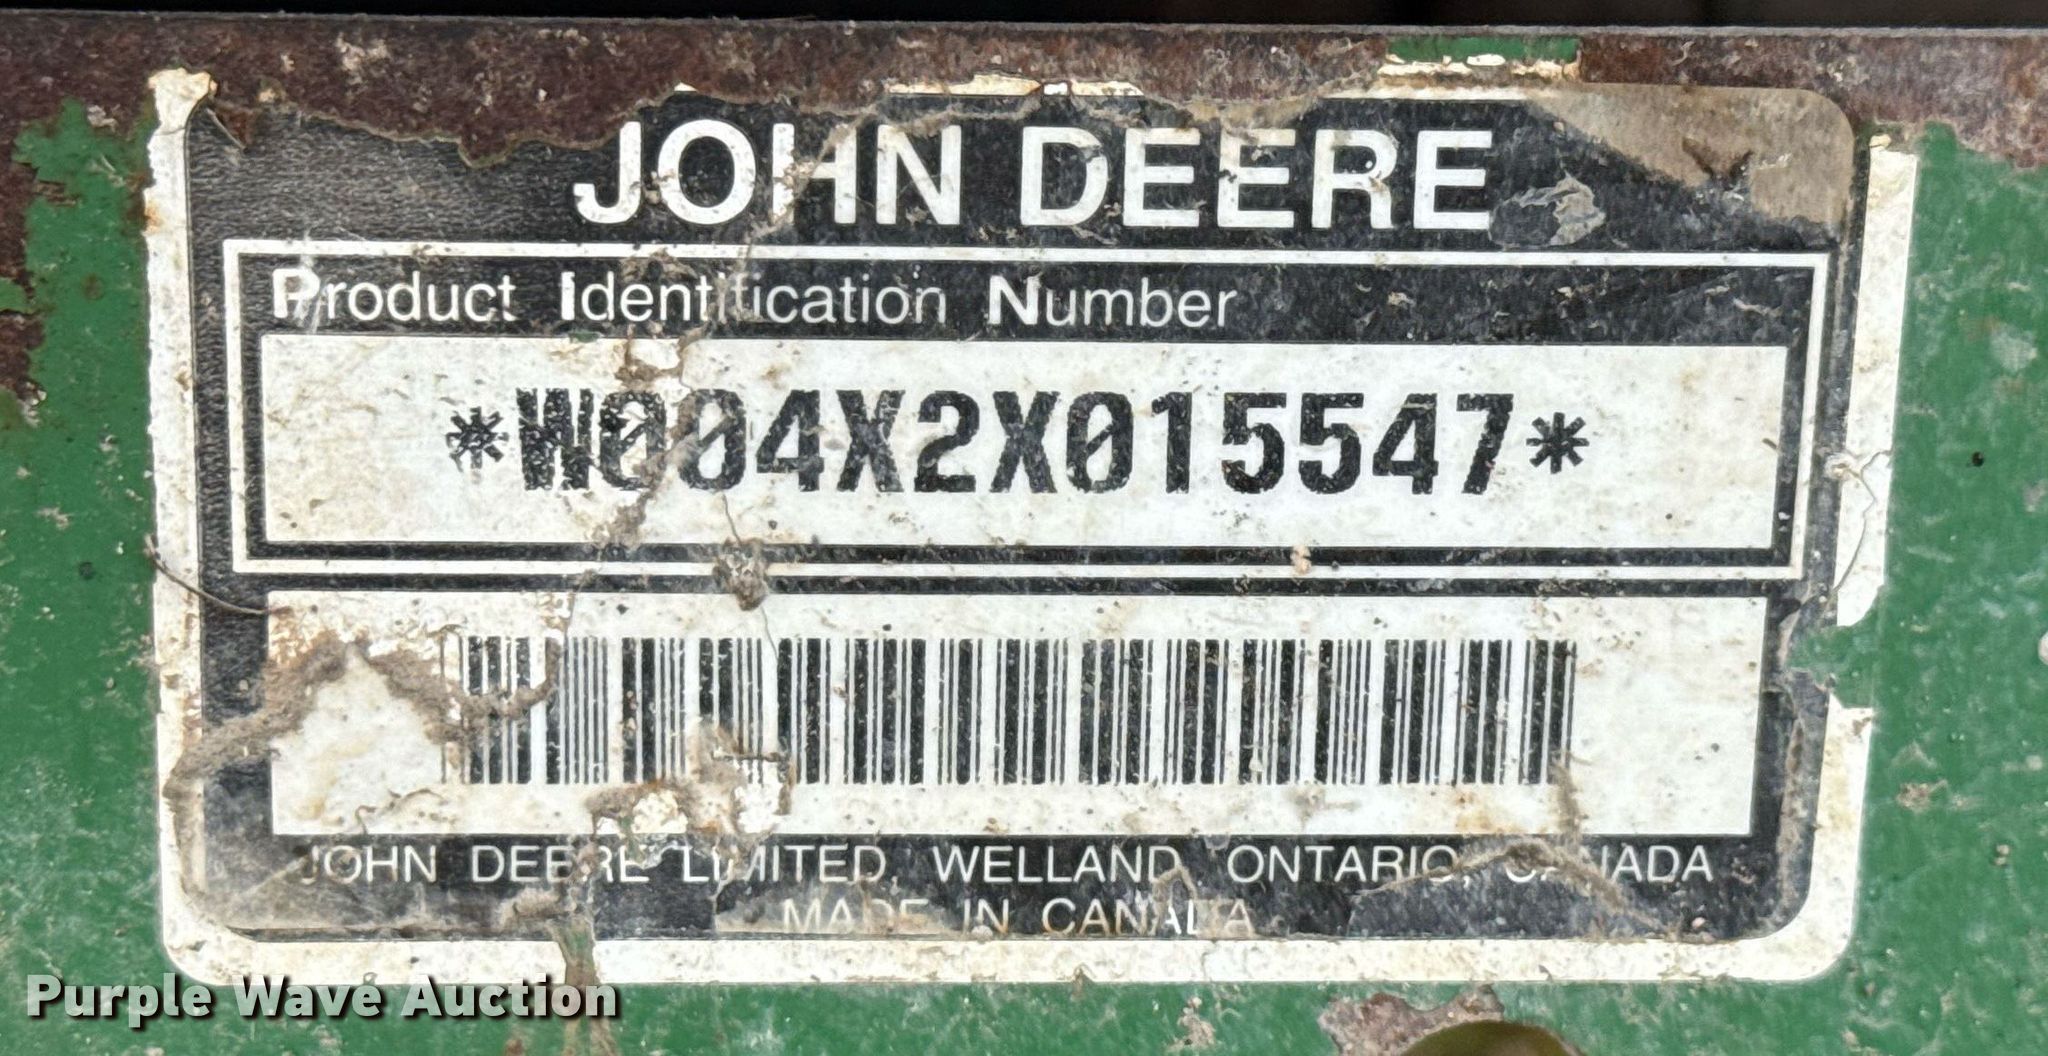 JOHN DEERE
Product Identification Number
*W004X2X015547*
JOHN DEERE LIMITED, WELLAND, ONTARIO, CANADA
MADE IN CANADA
Purple Wave Auction